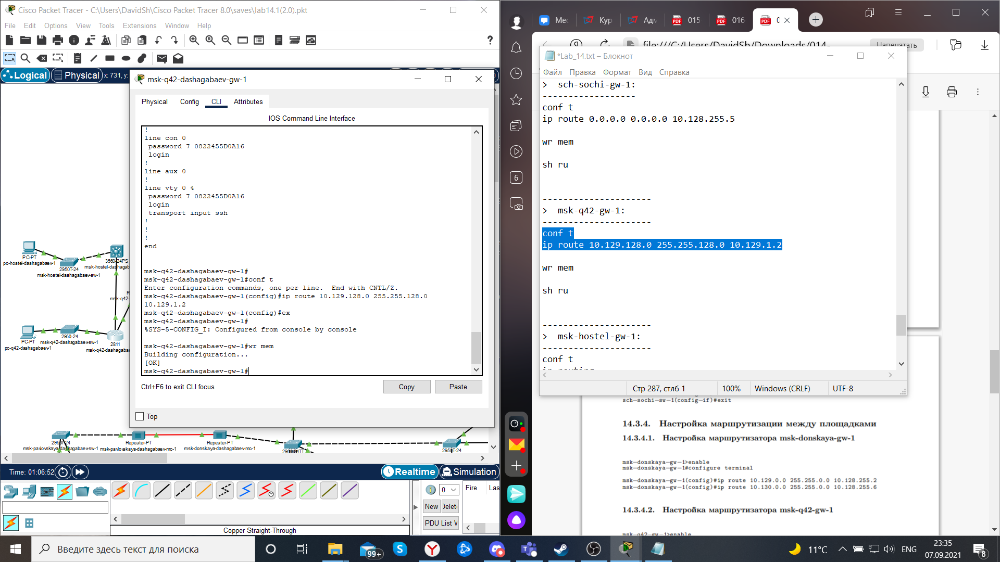 Cisco Packet Tracer - C:\Users\DavidSh\Cisco Packet Tracer 8.0\saves\lab14.1(2.0).pkt
File Edit Options View Tools Extensions Window Help
Logical Physical x: 731, y:
msk-q42-dashagabaev-gw-1
Physical Config CLI Attributes
IOS Command Line Interface
!
line con 0
password 7 0822455D0A16
login
!
line aux 0
!
line vty 0 4
password 7 0822455D0A16
login
transport input ssh
!
!
!
end
msk-q42-dashagabaev-gw-1#
msk-q42-dashagabaev-gw-1#conf t
Enter configuration commands, one per line. End with CNTL/Z.
msk-q42-dashagabaev-gw-1(config)#ip route 10.129.128.0 255.255.128.0
10.129.1.2
msk-q42-dashagabaev-gw-1(config)#ex
msk-q42-dashagabaev-gw-1#
%SYS-5-CONFIG_I: Configured from console by console
msk-q42-dashagabaev-gw-1#wr mem
Building configuration...
[OK]
msk-q42-dashagabaev-gw-1#
Ctrl+F6 to exit CLI focus
Copy Paste
Top
PC-PT
pc-hostel-dashagabaev-1
2950T-24
msk-hostel-dashagabaev-sw-1
3560-24PS
msk-hostel-dashagab
PC-PT
pc-q42-dashagabaev-1
2950-24
msk-q42-dashagabaev-sw-1
2811
msk-q42-dashagabae
2950T-24
msk-pavlovskaya-dashagabaev-sw-1
Repeater-PT
msk-pavlovskaya-dashagabaev-mc-1
Repeater-PT
msk-donskaya-dashagabaev-mc-1
2950T-24
Time: 01:06:52
Realtime Simulation
0
Fire Las
New Delet
PDU List W
Copper Straight-Through
Мес Кур Адм 015 016 0
file:///C:/Users/DavidSh/Downloads/014-
Напечатать
6
*Lab_14.txt – Блокнот
Файл Правка Формат Вид Справка
> sch-sochi-gw-1:
------------------
conf t
ip route 0.0.0.0 0.0.0.0 10.128.255.5
wr mem
sh ru
---------------------
> msk-q42-gw-1:
---------------------
conf t
ip route 10.129.128.0 255.255.128.0 10.129.1.2
wr mem
sh ru
---------------------
> msk-hostel-gw-1:
---------------------
conf t
ip routing
Стр 287, стлб 1 100% Windows (CRLF) UTF-8
sch-sochi-sw-1(config-if)#exit
14.3.4. Настройка маршрутизации между площадками
14.3.4.1. Настройка маршрутизатора msk-donskaya-gw-1
msk-donskaya-gw-1>enable
msk-donskaya-gw-1#configure terminal
msk-donskaya-gw-1(config)#ip route 10.129.0.0 255.255.0.0 10.128.255.2
msk-donskaya-gw-1(config)#ip route 10.130.0.0 255.255.0.0 10.128.255.6
14.3.4.2. Настройка маршрутизатора msk-q42-gw-1
msk-q42-gw-1>enable
Введите здесь текст для поиска
99+
11°C
ENG
23:35
07.09.2021
8